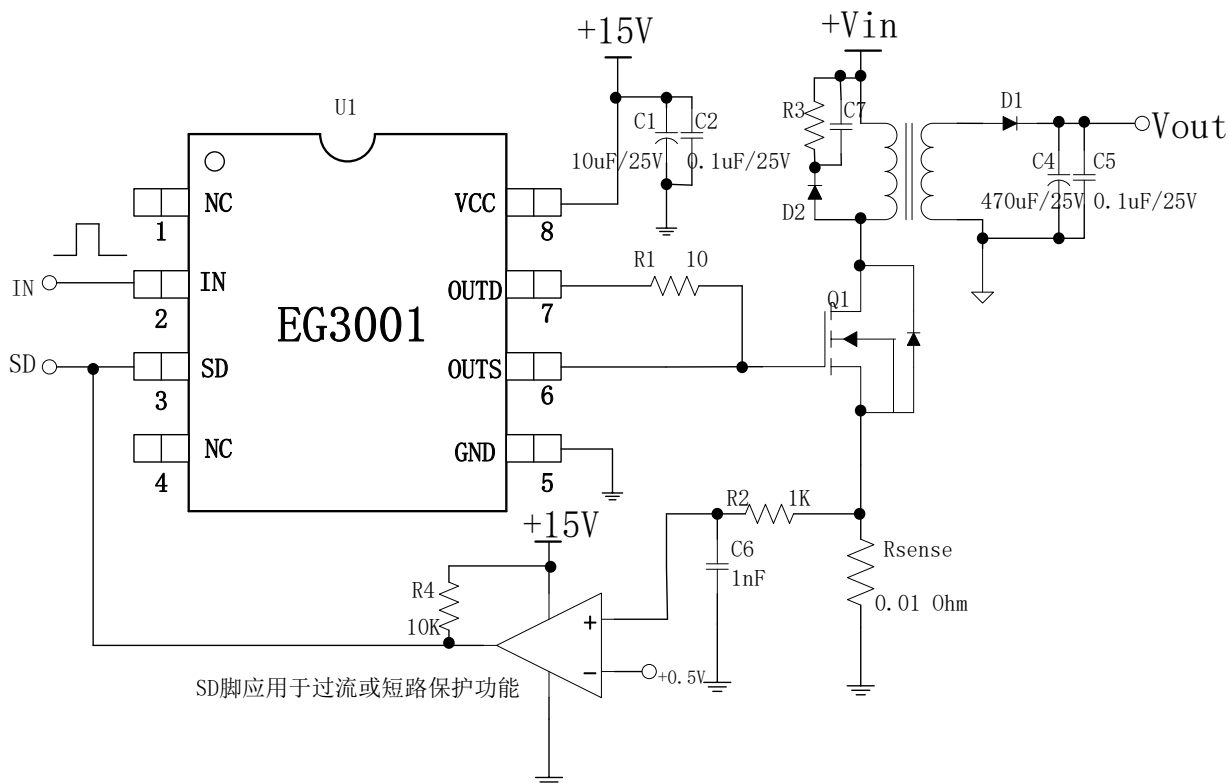 +Vin
+15V
U1
R3
C7
D1
Vout
C1
C2
10uF/25V
0.1uF/25V
C4
C5
470uF/25V
0.1uF/25V
D2
NC
VCC
1
8
IN
IN
OUTD
2
7
R1
10
Q1
EG3001
SD
SD
OUTS
3
6
NC
GND
4
5
+15V
R2
1K
C6
1nF
Rsense
0.01 Ohm
R4
10K
+
-
+0.5V
SD脚应用于过流或短路保护功能